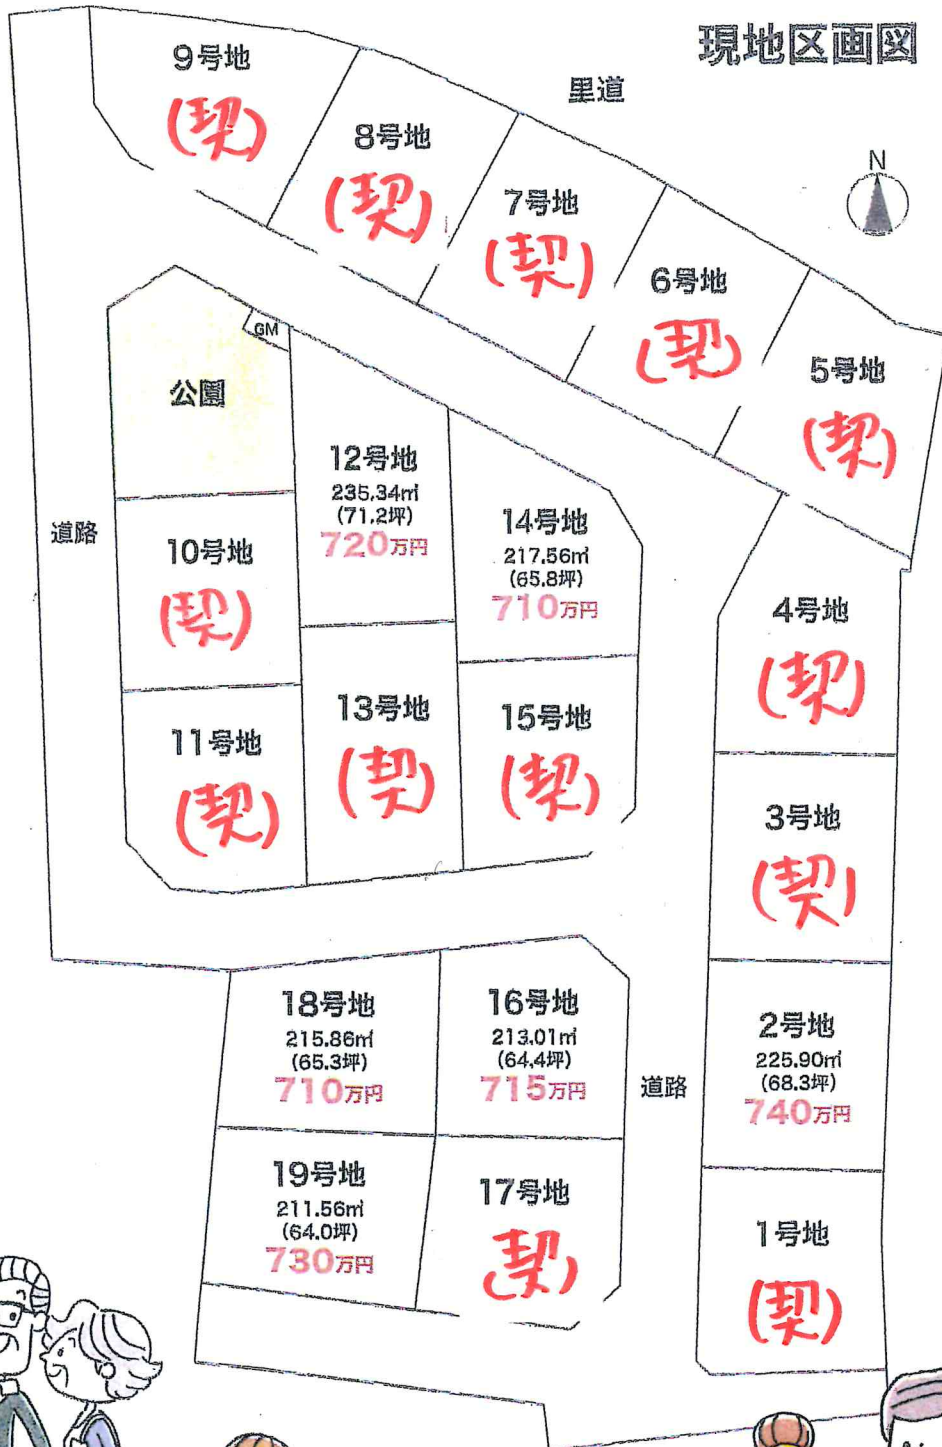 現地区画図
里道
N
9号地
(契)
8号地
(契)
7号地
(契)
6号地
(契)
5号地
(契)
GM
公園
道路
12号地
235.34㎡
(71.2坪)
720万円
14号地
217.56㎡
(65.8坪)
710万円
10号地
(契)
4号地
(契)
13号地
(契)
15号地
(契)
11号地
(契)
3号地
(契)
18号地
215.86㎡
(65.3坪)
710万円
16号地
213.01㎡
(64.4坪)
715万円
道路
2号地
225.90㎡
(68.3坪)
740万円
19号地
211.56㎡
(64.0坪)
730万円
17号地
(契)
1号地
(契)